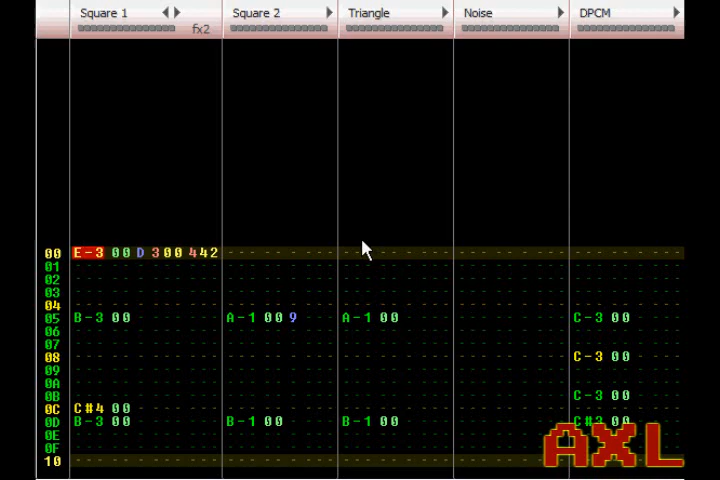 Square 1 Square 2 Triangle Noise DPCM
fx2
00 E-3 00 D 300 442
01
02
03
04
05 B-3 00 A-1 00 9 A-1 00 C-3 00
06
07
08 C-3 00
09
0A
0B C-3 00
0C C#4 00
0D B-3 00 B-1 00 B-1 00 C#3 00
0E
0F
10
AXL